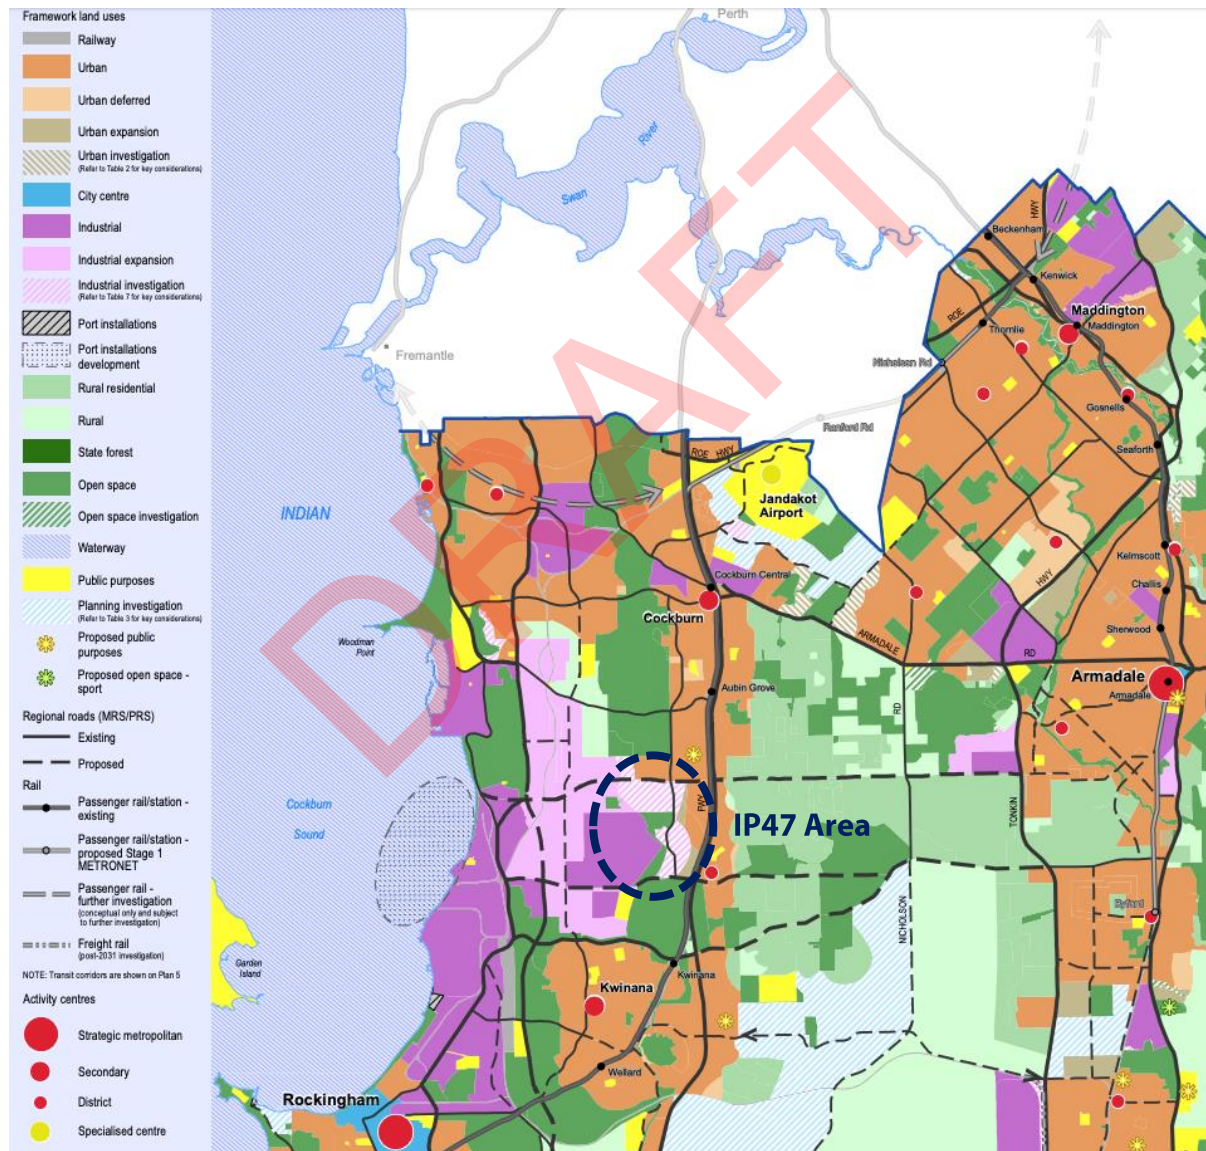 Framework land uses
Railway
Urban
Urban deferred
Urban expansion
Urban investigation
(Refer to Table 2 for key considerations)
City centre
Industrial
Industrial expansion
Industrial investigation
(Refer to Table 7 for key considerations)
Port installations
Port installations
development
Rural residential
Rural
State forest
Open space
Open space investigation
Waterway
Public purposes
Planning investigation
(Refer to Table 3 for key considerations)
Proposed public
purposes
Proposed open space -
sport
Regional roads (MRS/PRS)
Existing
Proposed
Rail
Passenger rail/station -
existing
Passenger rail/station -
proposed Stage 1
METRONET
Passenger rail -
further investigation
(conceptual only and subject
to further investigation)
Freight rail
(post-2031 investigation)
NOTE: Transit corridors are shown on Plan 5
Activity centres
Strategic metropolitan
Secondary
District
Specialised centre
Perth
Swan
River
Fremantle
DRAFT
INDIAN
Beckenham
HWY
Kenwick
ROE
Thornlie
Maddington
Maddington
Nicholson Rd
Gosnells
Ranford Rd
Seaforth
ROE HWY
Jandakot
Airport
Kelmscott
HWY
Challis
Cockburn Central
Cockburn
Sherwood
ARMADALE
RD
Woodman
Point
Armadale
Armadale
Aubin Grove
RD
Cockburn
Sound
FWY
IP47 Area
TONKIN
NICHOLSON
Byford
Garden
Island
Kwinana
Kwinana
Wellard
Rockingham